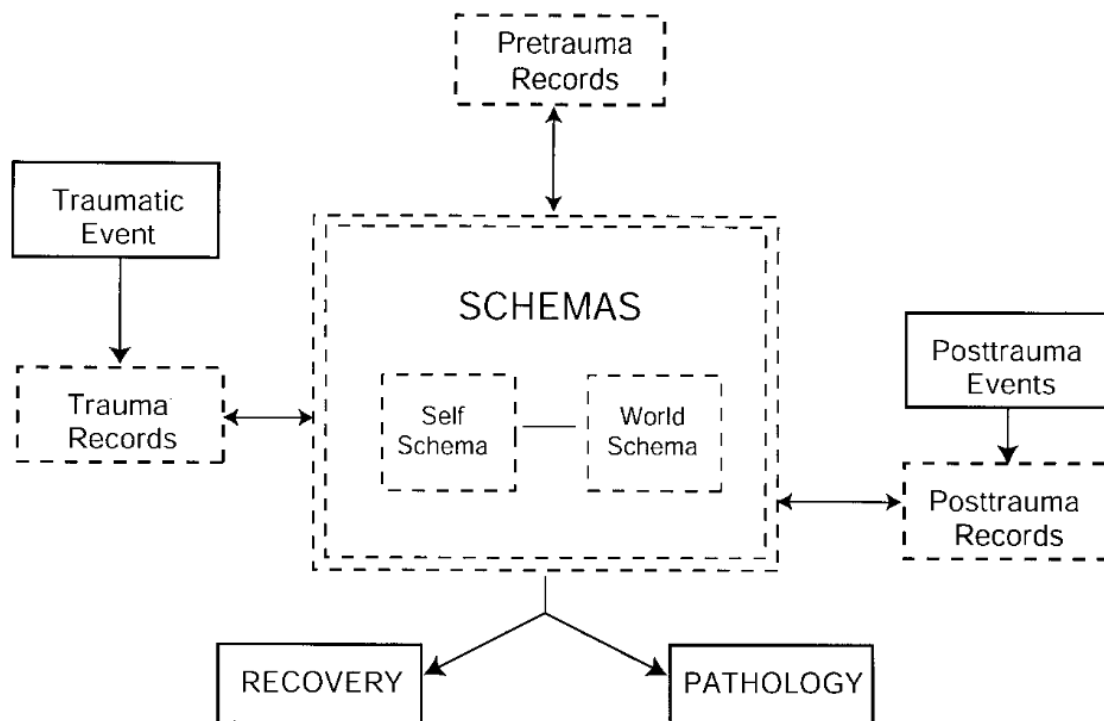 Pretrauma
Records
Traumatic
Event
SCHEMAS
Posttrauma
Events
Trauma
Records
Self
Schema
World
Schema
Posttrauma
Records
RECOVERY
PATHOLOGY